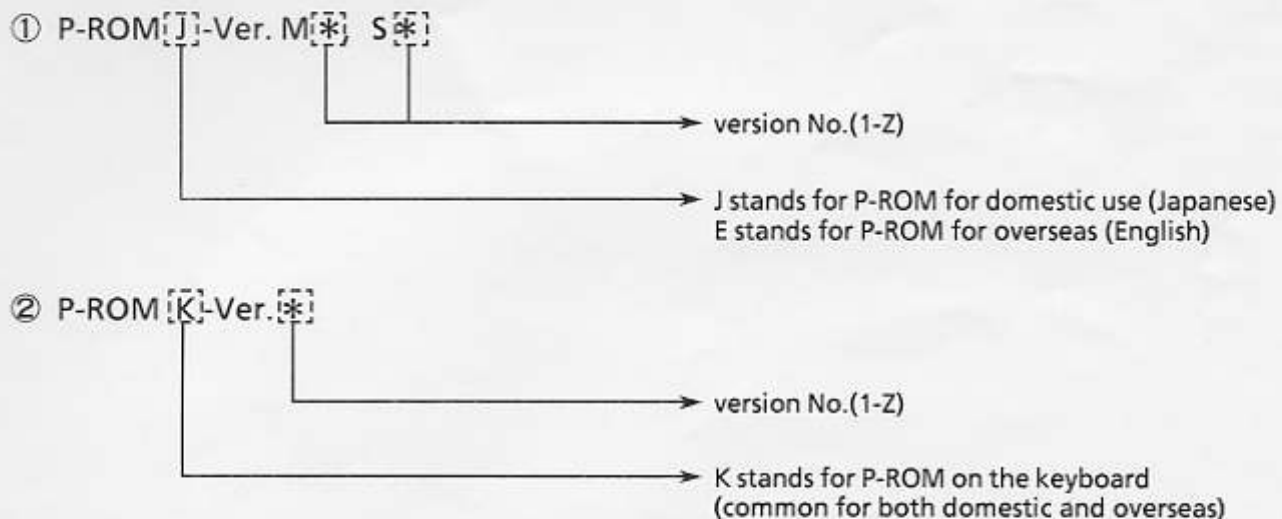 ① P-ROM J -Ver. M * S *
version No.(1-Z)
J stands for P-ROM for domestic use (Japanese)
E stands for P-ROM for overseas (English)
② P-ROM K -Ver. *
version No.(1-Z)
K stands for P-ROM on the keyboard
(common for both domestic and overseas)